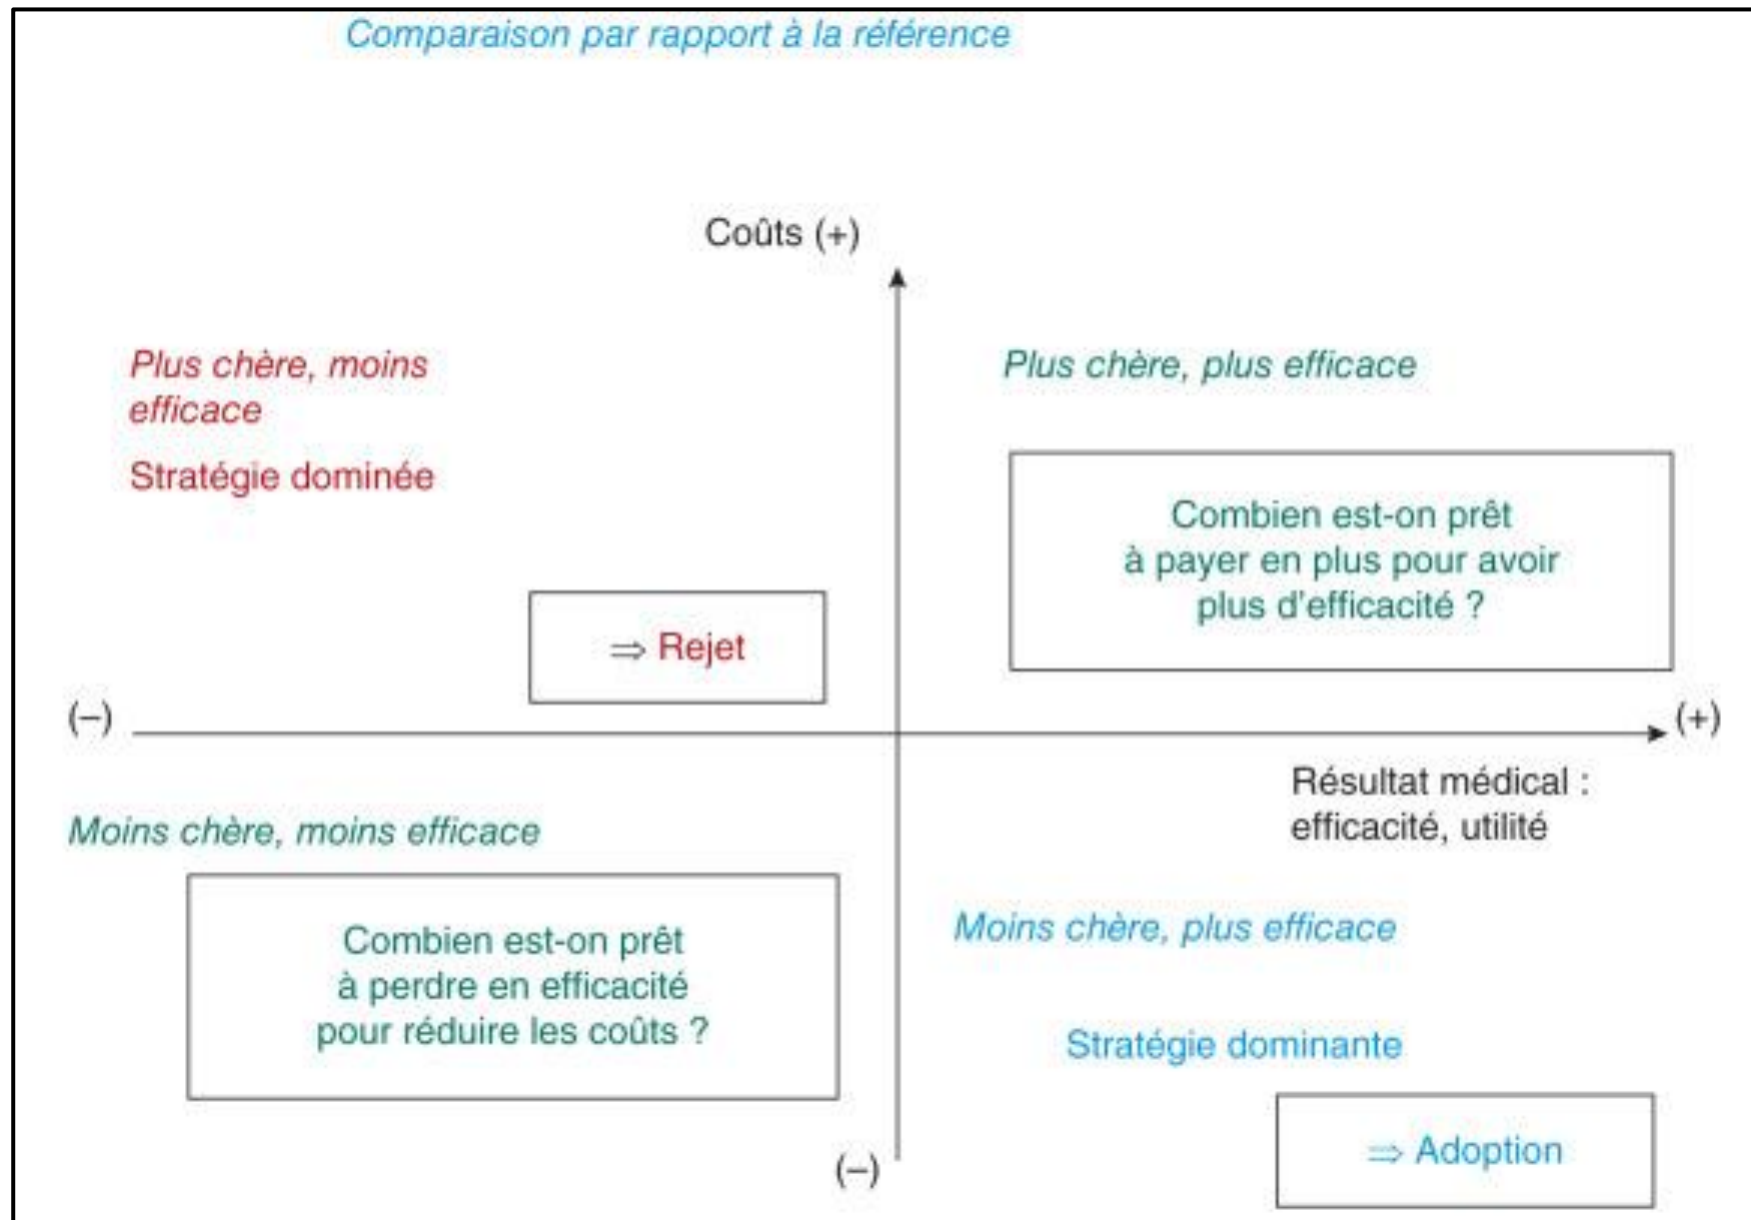 Comparaison par rapport à la référence
Coûts (+)
Plus chère, moins
efficace
Stratégie dominée
⇒ Rejet
Plus chère, plus efficace
Combien est-on prêt
à payer en plus pour avoir
plus d'efficacité ?
(–)
(+)
Résultat médical :
efficacité, utilité
Moins chère, moins efficace
Combien est-on prêt
à perdre en efficacité
pour réduire les coûts ?
Moins chère, plus efficace
Stratégie dominante
⇒ Adoption
(–)